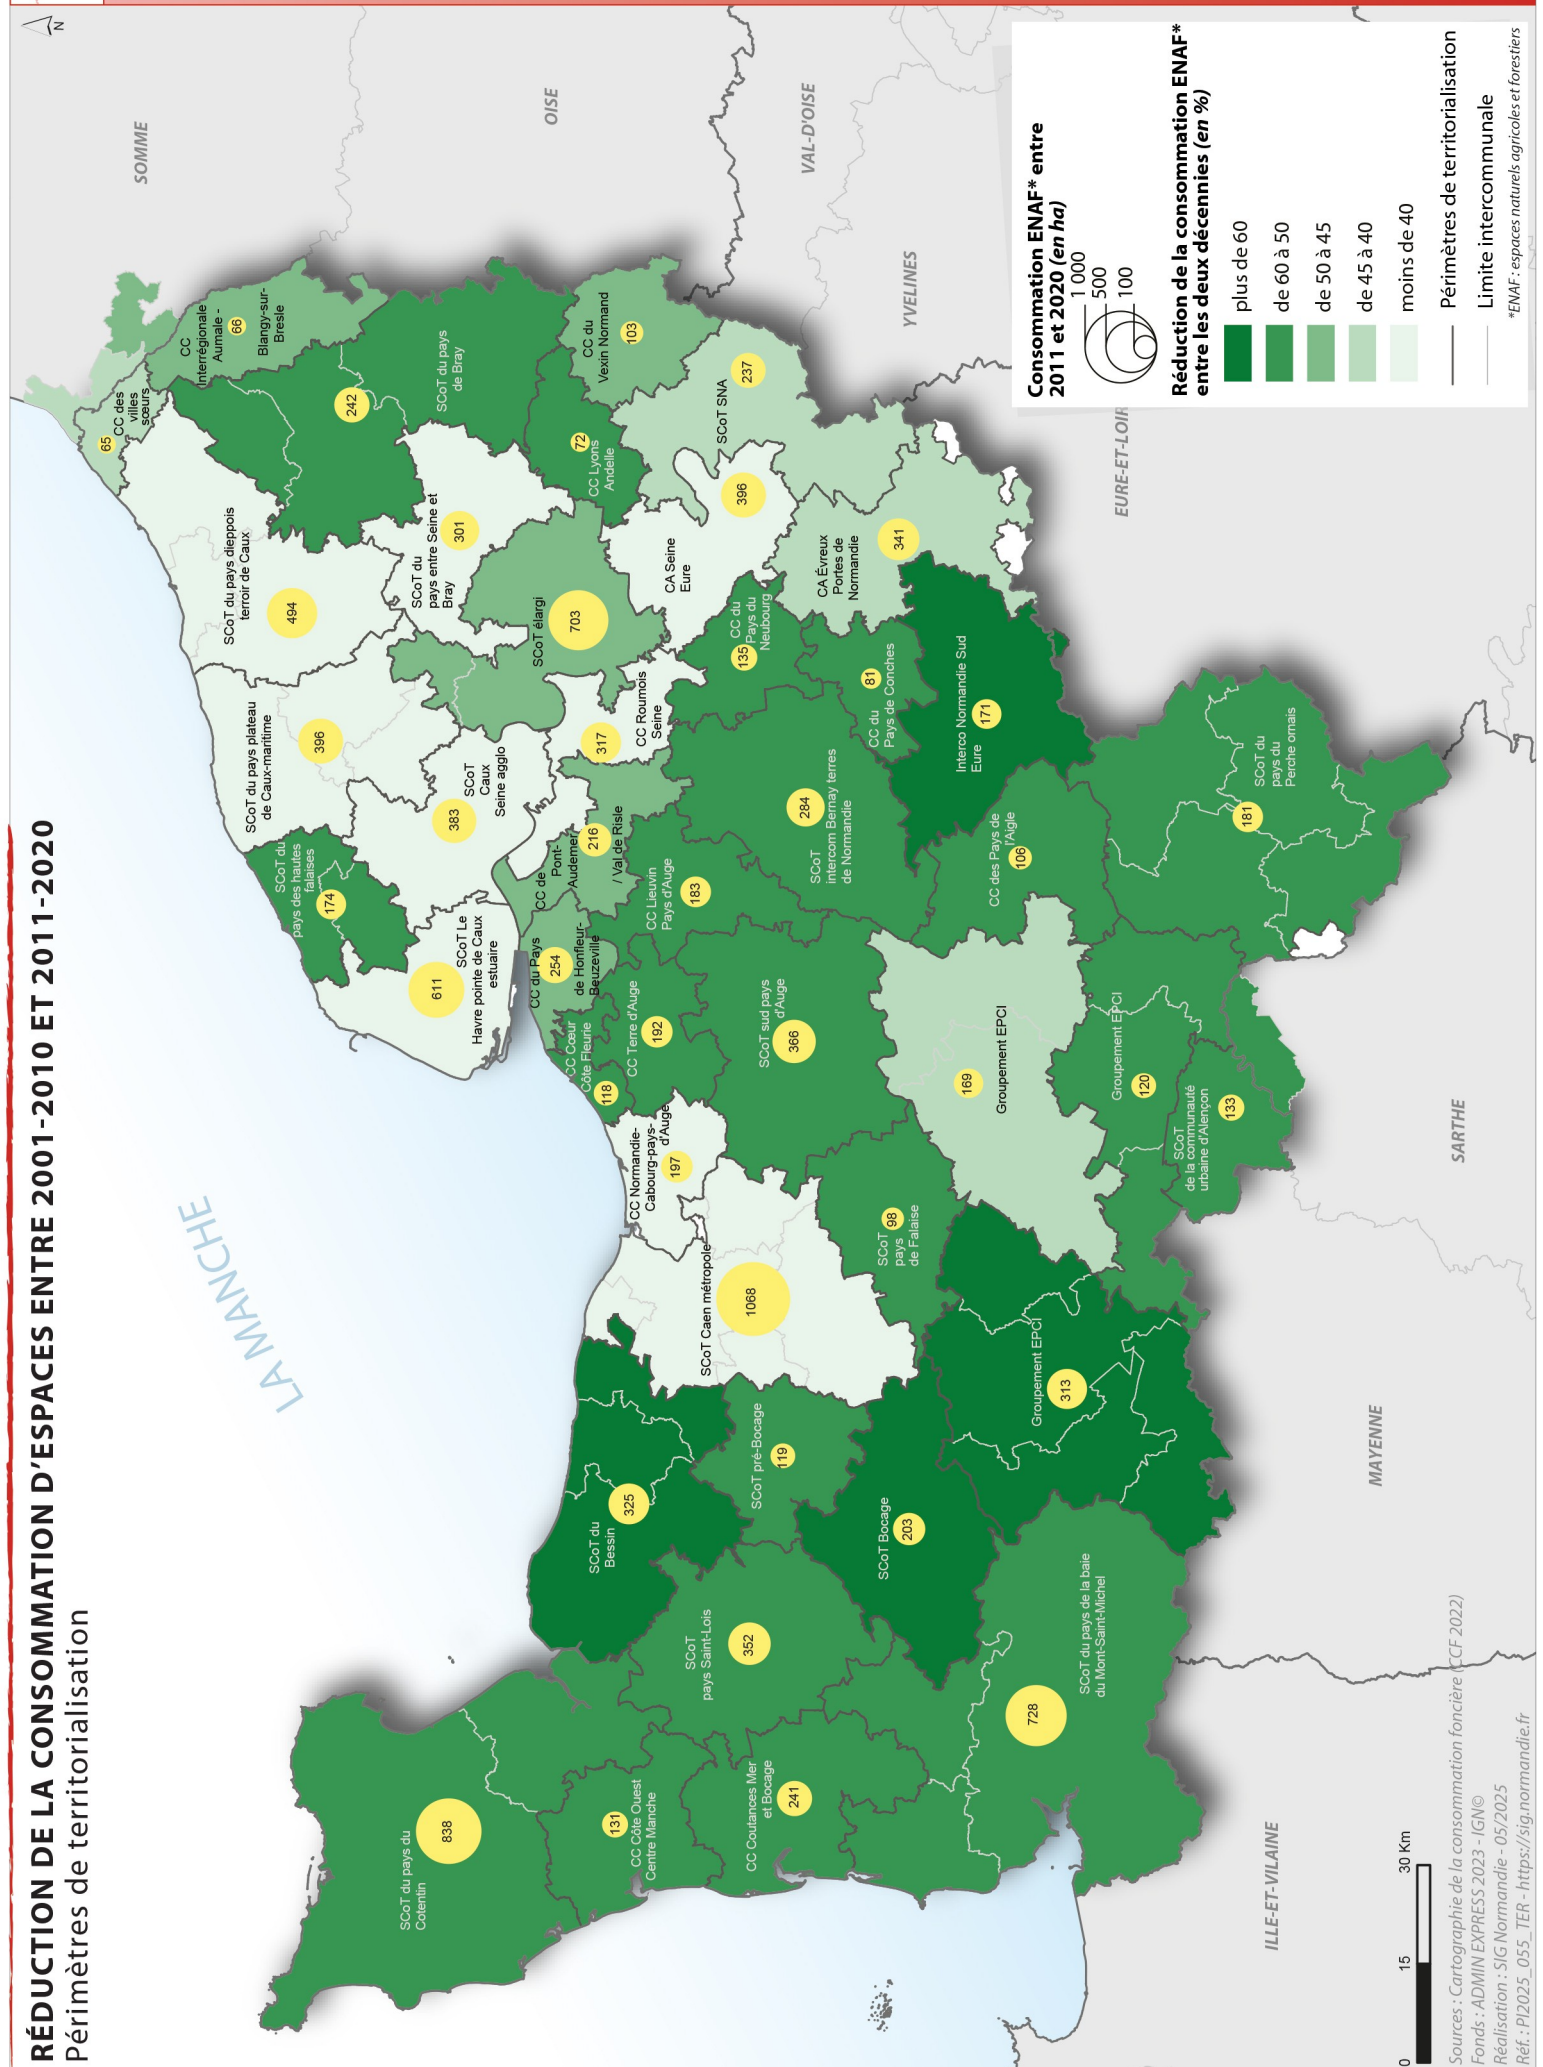 RÉDUCTION DE LA CONSOMMATION D'ESPACES ENTRE 2001-2010 ET 2011-2020
Périmètres de territorialisation
N
LA MANCHE
SOMME
OISE
VAL-D'OISE
YVELINES
EURE-ET-LOIR
SARTHE
MAYENNE
ILLE-ET-VILAINE
SCoT du pays du
Cotentin
838
CC Côte Ouest
Centre Manche
131
CC Coutances Mer
et Bocage
241
SCoT
pays Saint-Lois
352
SCoT du pays de la baie
du Mont-Saint-Michel
728
SCoT du
Bessin
325
SCoT pré-Bocage
119
SCoT Bocage
203
Groupement EPCI
313
SCoT Caen métropole
1068
CC Normandie-
Cabourg-pays-
d'Auge
197
SCoT
pays
de Falaise
98
CC Cœur
Côte Fleurie
118
CC Terre d'Auge
192
SCoT sud pays
d'Auge
366
Groupement EPCI
169
Groupement EPCI
120
SCoT
de la communauté
urbaine d'Alençon
133
SCoT Le
Havre pointe de Caux
estuaire
611
SCoT du
pays des hautes
falaises
174
CC du Pays
de Honfleur-
Beuzeville
254
CC de
Pont-
Audemer
/ Val de Risle
216
CC Lieuvin
Pays d'Auge
183
SCoT
Caux
Seine agglo
383
SCoT du pays plateau
de Caux-maritime
396
SCoT
intercom Bernay terres
de Normandie
284
CC des Pays de
l'Aigle
106
SCoT du
pays du
Perche ornais
181
CC Roumois
Seine
317
SCoT du pays dieppois
terroir de Caux
494
SCoT élargi
703
CC du
Pays du
Neubourg
135
CC du
Pays de Conches
81
Interco Normandie Sud
Eure
171
SCoT du
pays entre Seine et
Bray
301
CA Seine
Eure
396
CA Évreux
Portes de
Normandie
341
CC des
villes
sœurs
65
CC
Interrégionale
Aumale -
Blangy-sur-
Bresle
66
SCoT du pays
de Bray
242
CC Lyons
Andelle
72
CC du
Vexin Normand
103
SCoT SNA
237
Consommation ENAF* entre
2011 et 2020 (en ha)
1 000
500
100
Réduction de la consommation ENAF*
entre les deux décennies (en %)
plus de 60
de 60 à 50
de 50 à 45
de 45 à 40
moins de 40
Périmètres de territorialisation
Limite intercommunale
*ENAF : espaces naturels agricoles et forestiers
0 15 30 Km
Sources : Cartographie de la consommation foncière (CCF 2022)
Fonds : ADMIN EXPRESS 2023 - IGN©
Réalisation : SIG Normandie - 05/2025
Réf. : PI2025_055_TER - https://sig.normandie.fr